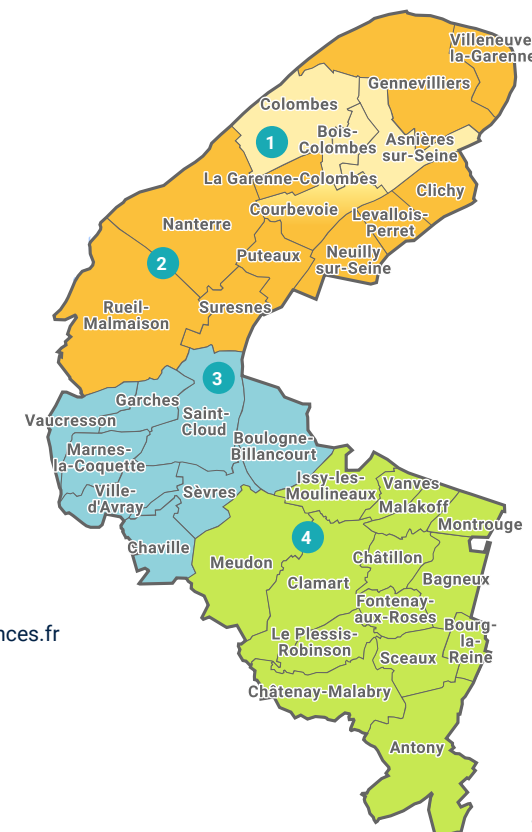 Villeneuve-
la-Garenne
Gennevilliers
Colombes
1
Bois-
Colombes
Asnières
sur-Seine
La Garenne-Colombes
Clichy
Courbevoie
Levallois-
Perret
Nanterre
Puteaux
Neuilly
sur-Seine
2
Rueil-
Malmaison
Suresnes
3
Garches
Saint-
Cloud
Vaucresson
Boulogne-
Billancourt
Marnes-
la-Coquette
Ville-
d'Avray
Sèvres
Issy-les-
Moulineaux
Vanves
Malakoff
Montrouge
4
Chaville
Meudon
Châtillon
Clamart
Bagneux
Fontenay-
aux-Roses
Bourg-
la-
Reine
nces.fr
Le Plessis-
Robinson
Sceaux
Châtenay-Malabry
Antony